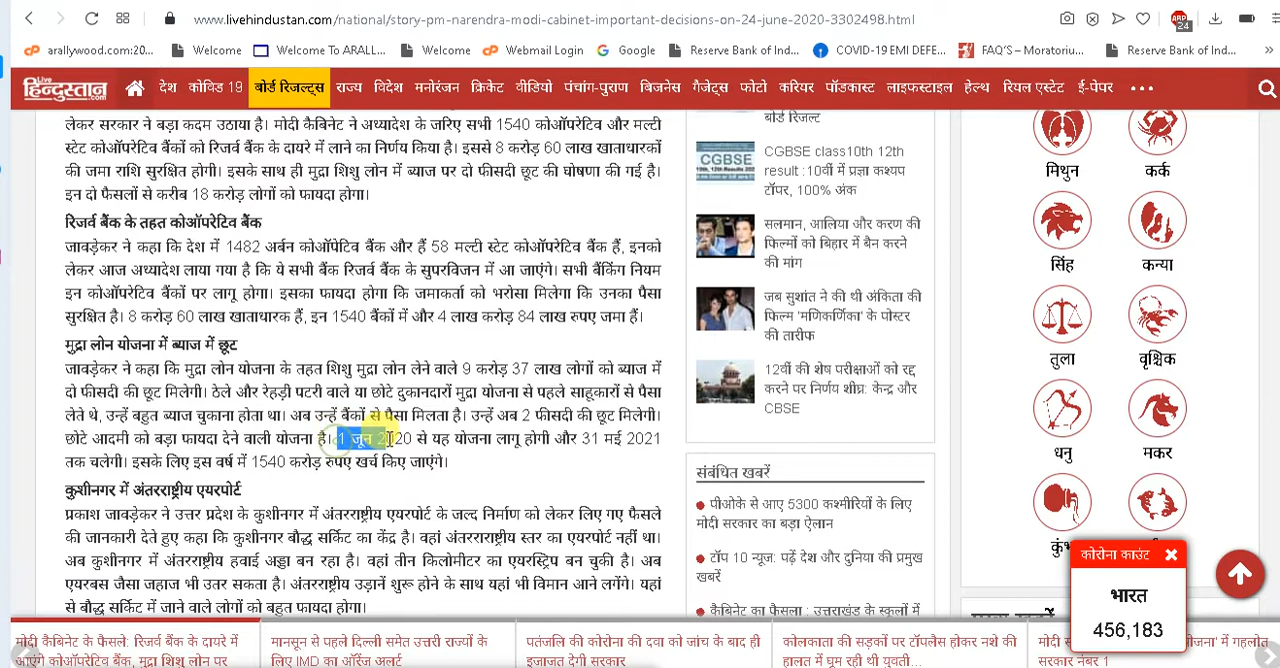 www.livehindustan.com/national/story-pm-narendra-modi-cabinet-important-decisions-on-24-june-2020-3302498.html
ABP
24
arallywood.com:20...
Welcome
Welcome To ARALL...
Welcome
Webmail Login
Google
Reserve Bank of Ind...
COVID-19 EMI DEFE...
FAQ'S – Moratoriu...
Reserve Bank of Ind...
Live
हिन्दुस्तान
.com
देश
कोविड 19
बोर्ड रिजल्ट्स
राज्य
विदेश
मनोरंजन
क्रिकेट
वीडियो
पंचांग-पुराण
बिजनेस
गैजेट्स
फोटो
करियर
पॉडकास्ट
लाइफस्टाइल
हेल्थ
रियल एस्टेट
ई-पेपर
लेकर सरकार ने बड़ा कदम उठाया है। मोदी कैबिनेट ने अध्यादेश के जरिए सभी 1540 कोऑपरेटिव और मल्टी
स्टेट कोऑपरेटिव बैंकों को रिजर्व बैंक के दायरे में लाने का निर्णय किया है। इससे 8 करोड़ 60 लाख खाताधारकों
की जमा राशि सुरक्षित होगी। इसके साथ ही मुद्रा शिशु लोन में ब्याज पर दो फीसदी छूट की घोषणा की गई है।
इन दो फैसलों से करीब 18 करोड़ लोगों को फायदा होगा।
रिजर्व बैंक के तहत कोऑपरेटिव बैंक
जावड़ेकर ने कहा कि देश में 1482 अर्बन कोऑपेटिव बैंक और हैं 58 मल्टी स्टेट कोऑपरेटिव बैंक हैं, इनको
लेकर आज अध्यादेश लाया गया है कि ये सभी बैंक रिजर्व बैंक के सुपरविजन में आ जाएंगे। सभी बैंकिंग नियम
इन कोऑपरेटिव बैंकों पर लागू होगा। इसका फायदा होगा कि जमाकर्ता को भरोसा मिलेगा कि उनका पैसा
सुरक्षित है। 8 करोड़ 60 लाख खाताधारक हैं, इन 1540 बैंकों में और 4 लाख करोड़ 84 लाख रुपए जमा हैं।
मुद्रा लोन योजना में ब्याज में छूट
जावड़ेकर ने कहा कि मुद्रा लोन योजना के तहत शिशु मुद्रा लोन लेने वाले 9 करोड़ 37 लाख लोगों को ब्याज में
दो फीसदी की छूट मिलेगी। ठेले और रेहड़ी पटरी वाले या छोटे दुकानदारों मुद्रा योजना से पहले साहूकारों से पैसा
लेते थे, उन्हें बहुत ब्याज चुकाना होता था। अब उन्हें बैंकों से पैसा मिलता है। उन्हें अब 2 फीसदी की छूट मिलेगी।
छोटे आदमी को बड़ा फायदा देने वाली योजना है। 1 जून 2020 से यह योजना लागू होगी और 31 मई 2021
तक चलेगी। इसके लिए इस वर्ष में 1540 करोड़ रुपए खर्च किए जाएंगे।
कुशीनगर में अंतरराष्ट्रीय एयरपोर्ट
प्रकाश जावड़ेकर ने उत्तर प्रदेश के कुशीनगर में अंतरराष्ट्रीय एयरपोर्ट के जल्द निर्माण को लेकर लिए गए फैसले
की जानकारी देते हुए कहा कि कुशीनगर बौद्ध सर्किट का केंद्र है। वहां अंतरराराष्ट्रीय स्तर का एयरपोर्ट नहीं था।
अब कुशीनगर में अंतरराष्ट्रीय हवाई अड्डा बन रहा है। वहां तीन किलोमीटर का एयरस्ट्रिप बन चुकी है। अब
एयरबस जैसा जहाज भी उतर सकता है। अंतरराष्ट्रीय उड़ानें शुरू होने के साथ यहां भी विमान आने लगेंगे। यहां
से बौद्ध सर्किट में जाने वाले लोगों को बहुत फायदा होगा।
बोर्ड रिजल्ट
CGBSE
CGBSE class10th 12th
result :10वीं में प्रज्ञा कश्यप
टॉपर, 100% अंक
सलमान, आलिया और करण की
फिल्मों को बिहार में बैन करने
की मांग
जब सुशांत ने की थी अंकिता की
फिल्म 'मणिकर्णिका' के पोस्टर
की तारीफ
12वीं की शेष परीक्षाओं को रद्द
करने पर निर्णय शीघ्र: केन्द्र और
CBSE
संबंधित खबरें
पीओके से आए 5300 कश्मीरियों के लिए
मोदी सरकार का बड़ा ऐलान
टॉप 10 न्यूज: पढ़ें देश और दुनिया की प्रमुख
खबरें
कैबिनेट का फैसला : उत्तराखंड के स्कूलों में
मिथुन
कर्क
सिंह
कन्या
तुला
वृश्चिक
धनु
मकर
कोरोना काउंट
भारत
456,183
मोदी कैबिनेट के फैसले: रिजर्व बैंक के दायरे में
आएंगे कोऑपरेटिव बैंक, मुद्रा शिशु लोन पर
मानसून से पहले दिल्ली समेत उत्तरी राज्यों के
लिए IMD का ऑरेंज अलर्ट
पतंजलि की कोरोना की दवा को जांच के बाद ही
इजाजत देगी सरकार
कोलकाता की सड़कों पर टॉपलैस होकर नशे की
हालत में घूम रही थी युवती...
मोदी
योजना' में गहलोत
सरकार नंबर 1